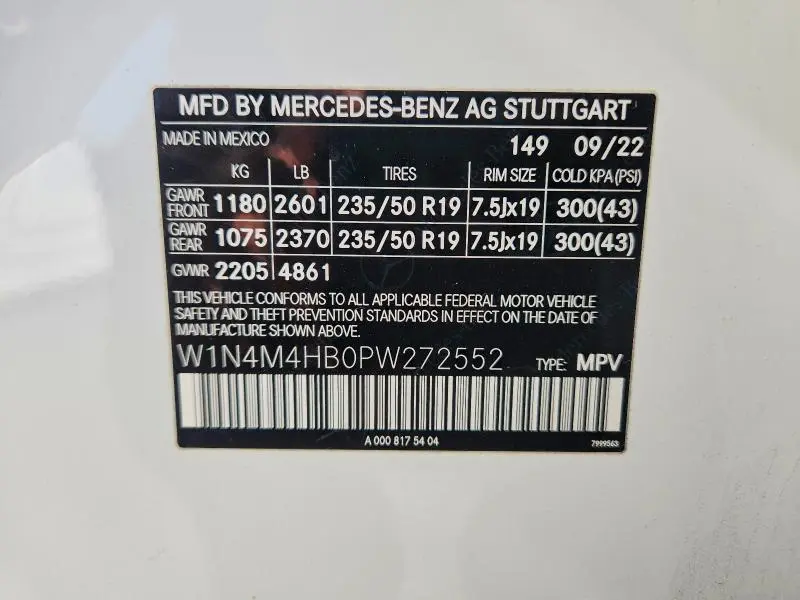 MFD BY MERCEDES-BENZ AG STUTTGART
MADE IN MEXICO 149 09/22
KG LB TIRES RIM SIZE COLD KPA(PSI)
GAWR FRONT 1180 2601 235/50 R19 7.5Jx19 300(43)
GAWR REAR 1075 2370 235/50 R19 7.5Jx19 300(43)
GVWR 2205 4861
THIS VEHICLE CONFORMS TO ALL APPLICABLE FEDERAL MOTOR VEHICLE
SAFETY AND THEFT PREVENTION STANDARDS IN EFFECT ON THE DATE OF
MANUFACTURE SHOWN ABOVE.
W1N4M4HB0PW272552 TYPE: MPV
A 000 817 54 04 7999563